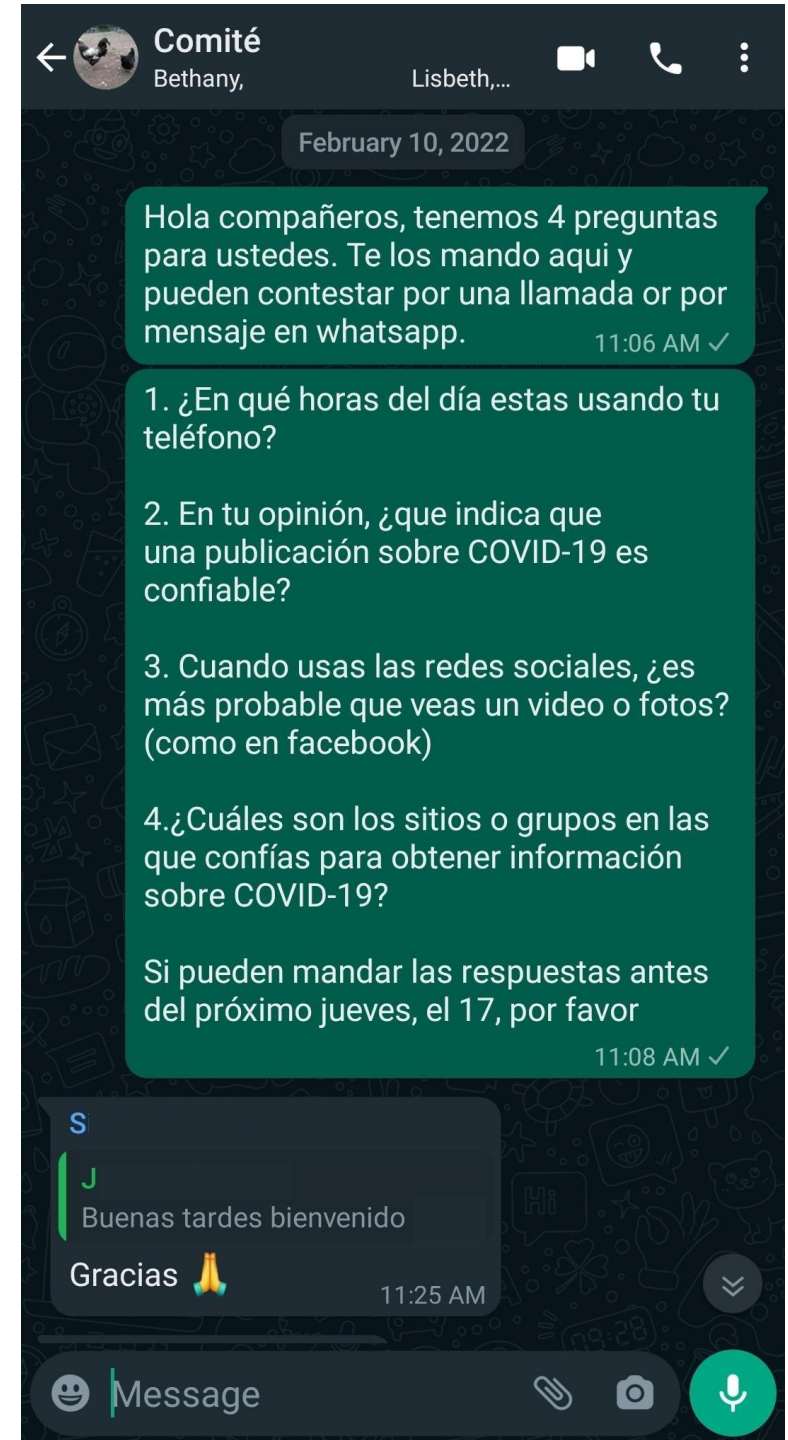 Comité
Bethany, Lisbeth,...
February 10, 2022
Hola compañeros, tenemos 4 preguntas
para ustedes. Te los mando aqui y
pueden contestar por una llamada or por
mensaje en whatsapp.
11:06 AM
1. ¿En qué horas del día estas usando tu
teléfono?
2. En tu opinión, ¿que indica que
una publicación sobre COVID-19 es
confiable?
3. Cuando usas las redes sociales, ¿es
más probable que veas un video o fotos?
(como en facebook)
4.¿Cuáles son los sitios o grupos en las
que confías para obtener información
sobre COVID-19?
Si pueden mandar las respuestas antes
del próximo jueves, el 17, por favor
11:08 AM
S
J
Buenas tardes bienvenido
Gracias 🙏
11:25 AM
Message